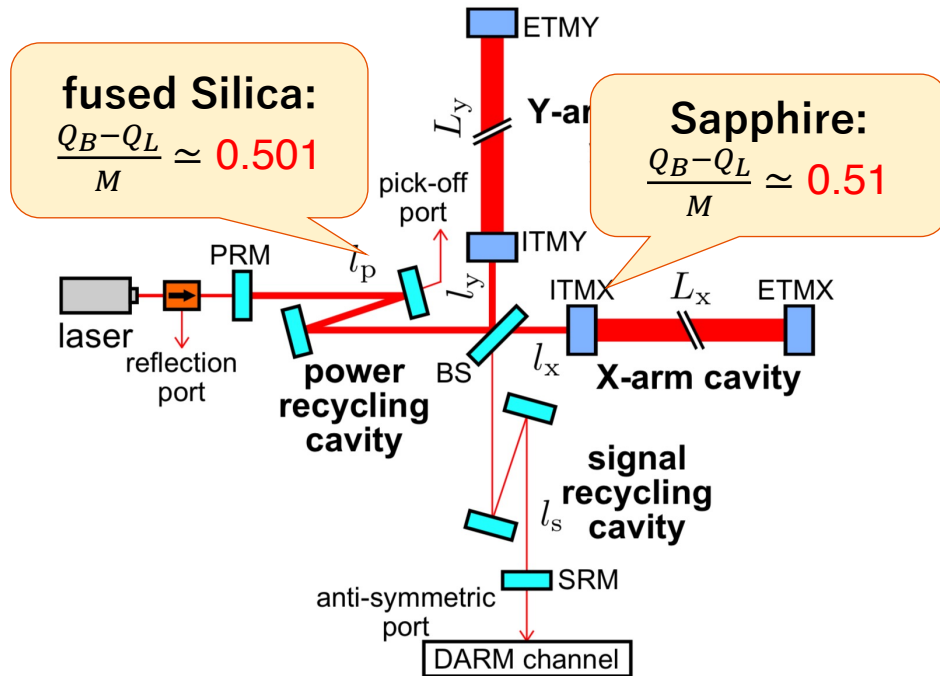 ETMY
fused Silica:
\frac{Q_B-Q_L}{M} ≃ 0.501
L_y
Y-ar
Sapphire:
\frac{Q_B-Q_L}{M} ≃ 0.51
pick-off
port
PRM
l_p
l_y
ITMY
ITMX
L_x
ETMX
laser
reflection
port
power
recycling
cavity
BS
l_x
X-arm cavity
signal
recycling
cavity
l_s
SRM
anti-symmetric
port
DARM channel